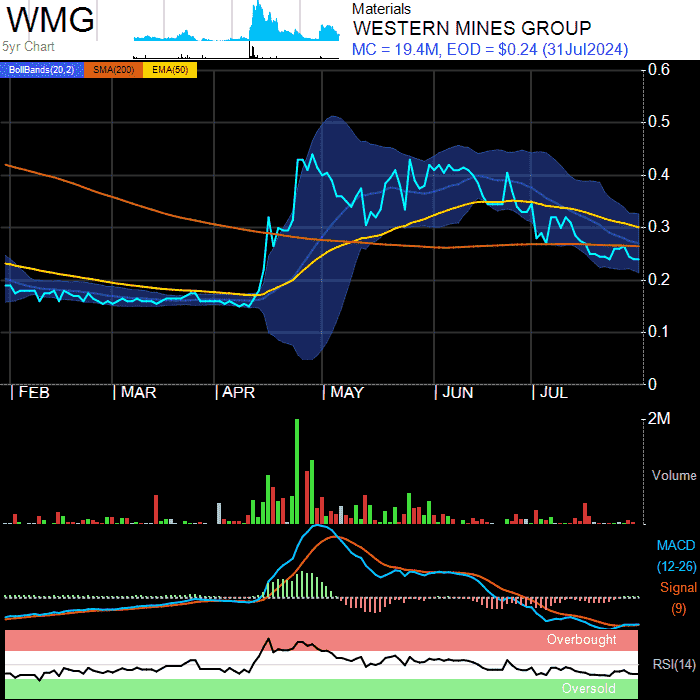 WMG
5yr Chart
Materials
WESTERN MINES GROUP
MC = 19.4M, EOD = $0.24 (31Jul2024)
BollBands(20,2) SMA(200) EMA(50)
0.6
0.5
0.4
0.3
0.2
0.1
0
FEB MAR APR MAY JUN JUL
2M
Volume
MACD
(12-26)
Signal
(9)
Overbought
RSI(14)
Oversold